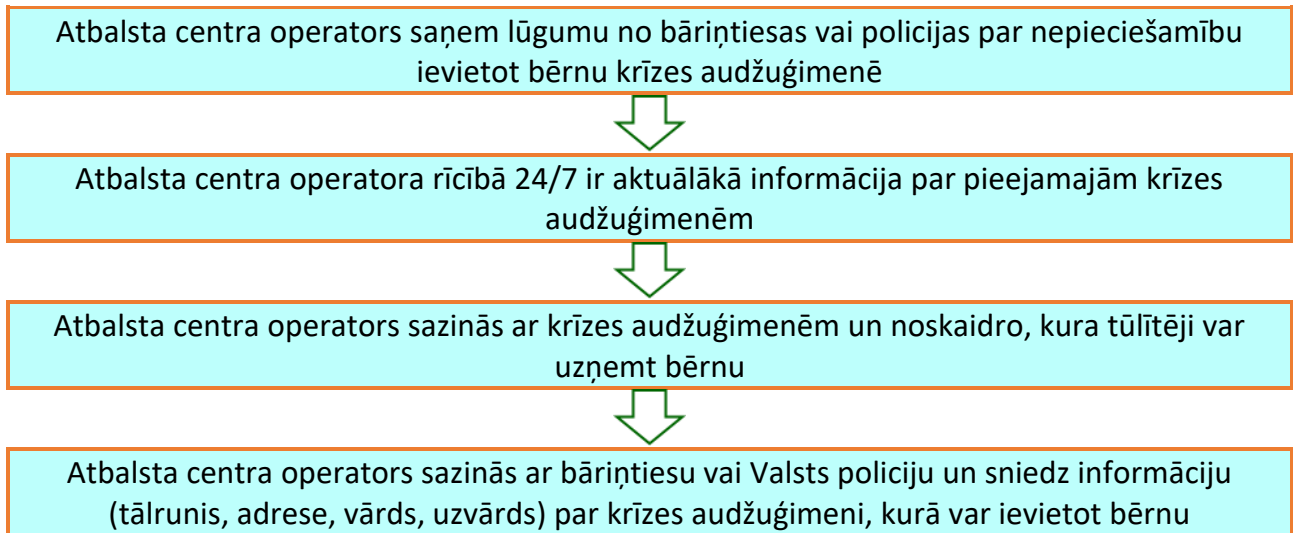 Atbalsta centra operators saņem lūgumu no bāriņtiesas vai policijas par nepieciešamību
ievietot bērnu krīzes audžuģimenē
Atbalsta centra operatora rīcībā 24/7 ir aktuālākā informācija par pieejamajām krīzes
audžuģimenēm
Atbalsta centra operators sazinās ar krīzes audžuģimenēm un noskaidro, kura tūlītēji var
uzņemt bērnu
Atbalsta centra operators sazinās ar bāriņtiesu vai Valsts policiju un sniedz informāciju
(tālrunis, adrese, vārds, uzvārds) par krīzes audžuģimeni, kurā var ievietot bērnu